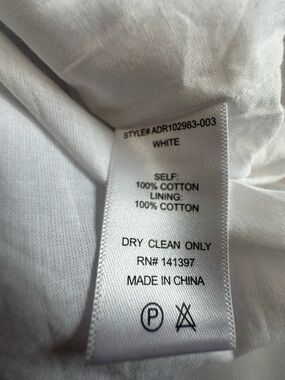 STYLE# ADR102983-003
WHITE
SELF:
100% COTTON
LINING:
100% COTTON
DRY CLEAN ONLY
RN# 141397
MADE IN CHINA
P